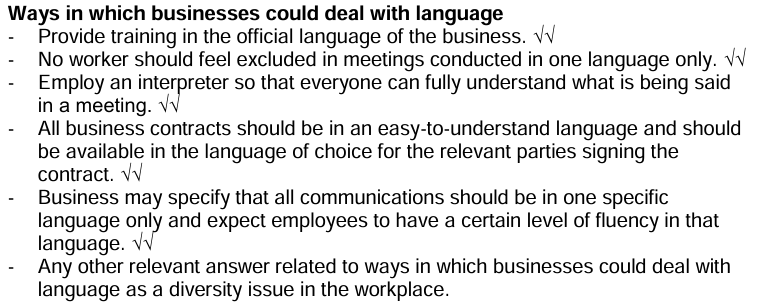 Ways in which businesses could deal with language
- Provide training in the official language of the business. √√
- No worker should feel excluded in meetings conducted in one language only. √√
- Employ an interpreter so that everyone can fully understand what is being said
in a meeting. √√
- All business contracts should be in an easy-to-understand language and should
be available in the language of choice for the relevant parties signing the
contract. √√
- Business may specify that all communications should be in one specific
language only and expect employees to have a certain level of fluency in that
language. √√
- Any other relevant answer related to ways in which businesses could deal with
language as a diversity issue in the workplace.